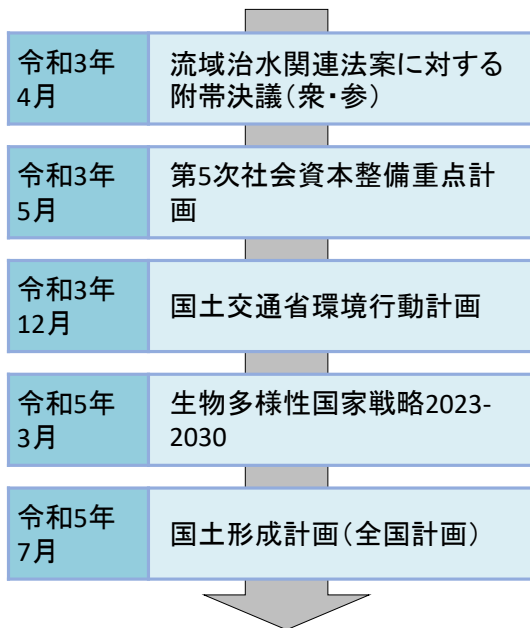 令和3年
4月
流域治水関連法案に対する
附帯決議(衆・参)
令和3年
5月
第5次社会資本整備重点計
画
令和3年
12月
国土交通省環境行動計画
令和5年
3月
生物多様性国家戦略2023-
2030
令和5年
7月
国土形成計画(全国計画)